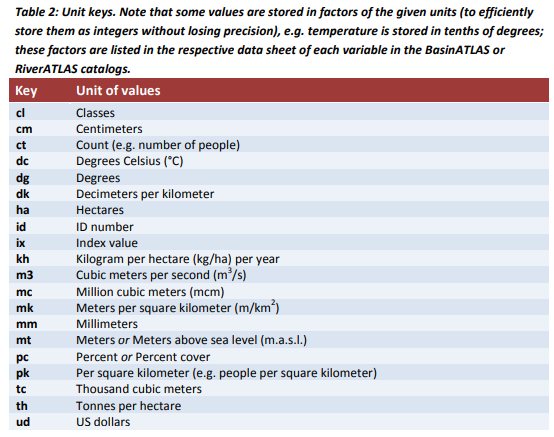 Table 2: Unit keys. Note that some values are stored in factors of the given units (to efficiently
store them as integers without losing precision), e.g. temperature is stored in tenths of degrees;
these factors are listed in the respective data sheet of each variable in the BasinATLAS or
RiverATLAS catalogs.
Key Unit of values
cl Classes
cm Centimeters
ct Count (e.g. number of people)
dc Degrees Celsius (°C)
dg Degrees
dk Decimeters per kilometer
ha Hectares
id ID number
ix Index value
kh Kilogram per hectare (kg/ha) per year
m3 Cubic meters per second (m³/s)
mc Million cubic meters (mcm)
mk Meters per square kilometer (m/km²)
mm Millimeters
mt Meters or Meters above sea level (m.a.s.l.)
pc Percent or Percent cover
pk Per square kilometer (e.g. people per square kilometer)
tc Thousand cubic meters
th Tonnes per hectare
ud US dollars